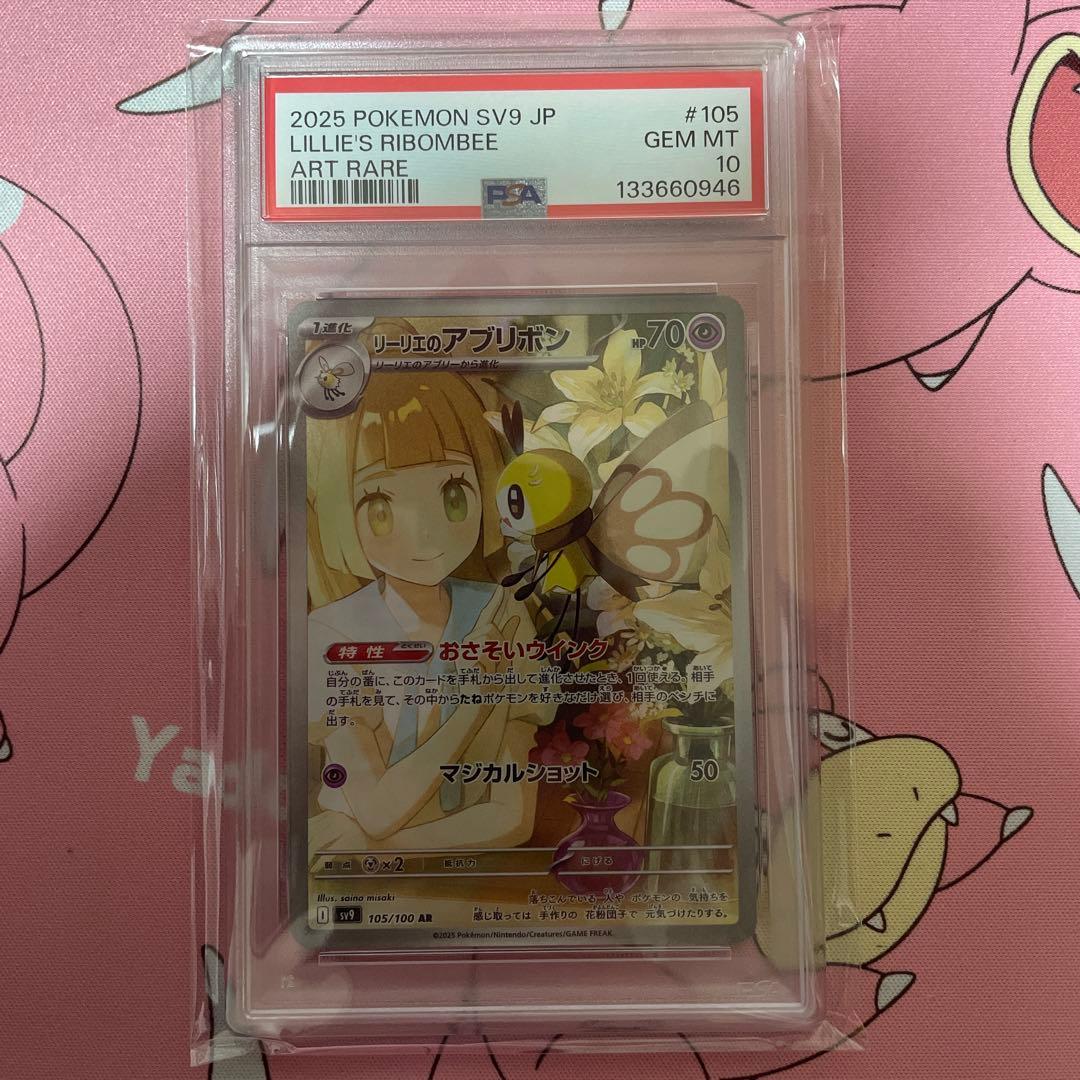 2025 POKEMON SV9 JP #105
LILLIE'S RIBOMBEE GEM MT
ART RARE 10
PSA 133660946
1進化 リーリエのアブリボン HP70
リーリエのアブリーから進化
特性 とくせい おさそいウインク
自分の番に、このカードを手札から出して進化させたとき、1回使える。相手
の手札を見て、その中からたねポケモンを好きなだけ選び、相手のベンチに
出す。
マジカルショット 50
弱点 ×2 抵抗力 にげる
Illus. saino misaki
落ちこんでいる 人や ポケモンの 気持ちを
感じ取っては 手作りの 花粉団子で 元気づけたりする。
I sv9 105/100 AR
©2025 Pokémon/Nintendo/Creatures/GAME FREAK.
Ya